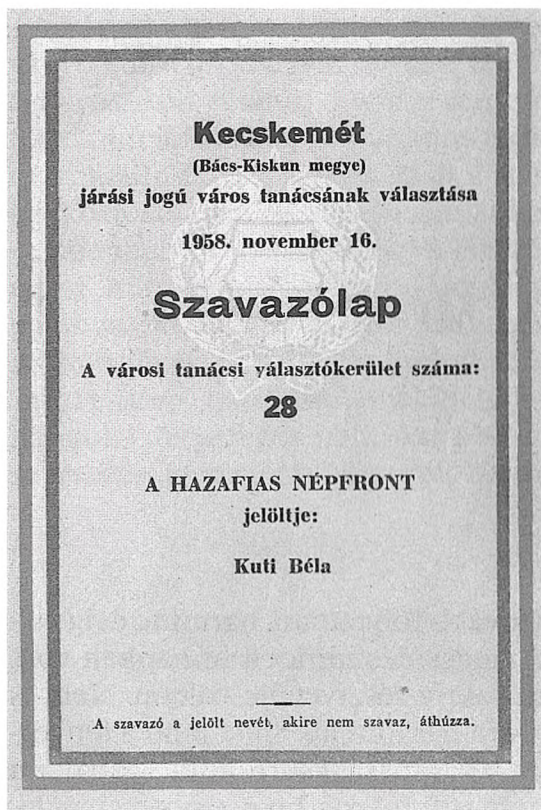 Kecskemét
(Bács-Kiskun megye)
járási jogú város tanácsának választása
1958. november 16.
Szavazólap
A városi tanácsi választókerület száma:
28
A HAZAFIAS NÉPFRONT
jelöltje:
Kuti Béla
A szavazó a jelölt nevét, akire nem szavaz, áthúzza.